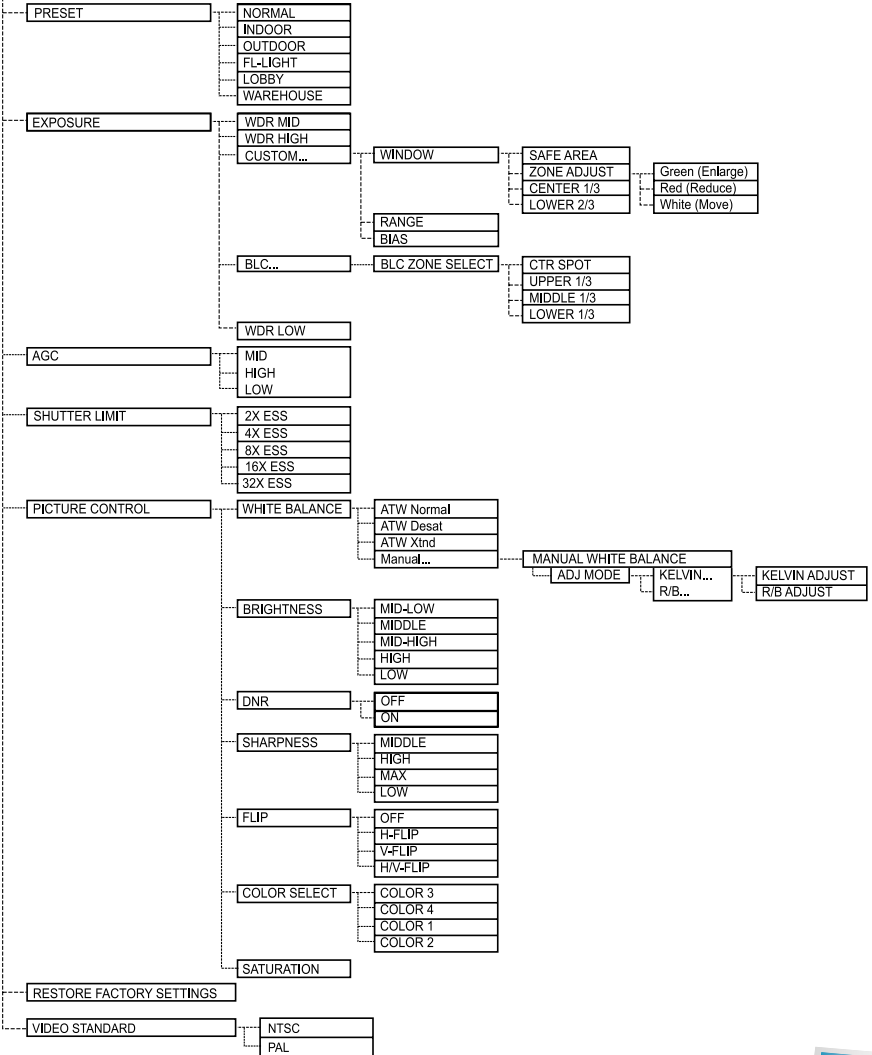 PRESET
NORMAL
INDOOR
OUTDOOR
FL-LIGHT
LOBBY
WAREHOUSE
EXPOSURE
WDR MID
WDR HIGH
CUSTOM...
WINDOW
SAFE AREA
ZONE ADJUST
Green (Enlarge)
Red (Reduce)
White (Move)
CENTER 1/3
LOWER 2/3
RANGE
BIAS
BLC...
BLC ZONE SELECT
CTR SPOT
UPPER 1/3
MIDDLE 1/3
LOWER 1/3
WDR LOW
AGC
MID
HIGH
LOW
SHUTTER LIMIT
2X ESS
4X ESS
8X ESS
16X ESS
32X ESS
PICTURE CONTROL
WHITE BALANCE
ATW Normal
ATW Desat
ATW Xtnd
Manual...
MANUAL WHITE BALANCE
ADJ MODE
KELVIN...
R/B...
KELVIN ADJUST
R/B ADJUST
BRIGHTNESS
MID-LOW
MIDDLE
MID-HIGH
HIGH
LOW
DNR
OFF
ON
SHARPNESS
MIDDLE
HIGH
MAX
LOW
FLIP
OFF
H-FLIP
V-FLIP
H/V-FLIP
COLOR SELECT
COLOR 3
COLOR 4
COLOR 1
COLOR 2
SATURATION
RESTORE FACTORY SETTINGS
VIDEO STANDARD
NTSC
PAL